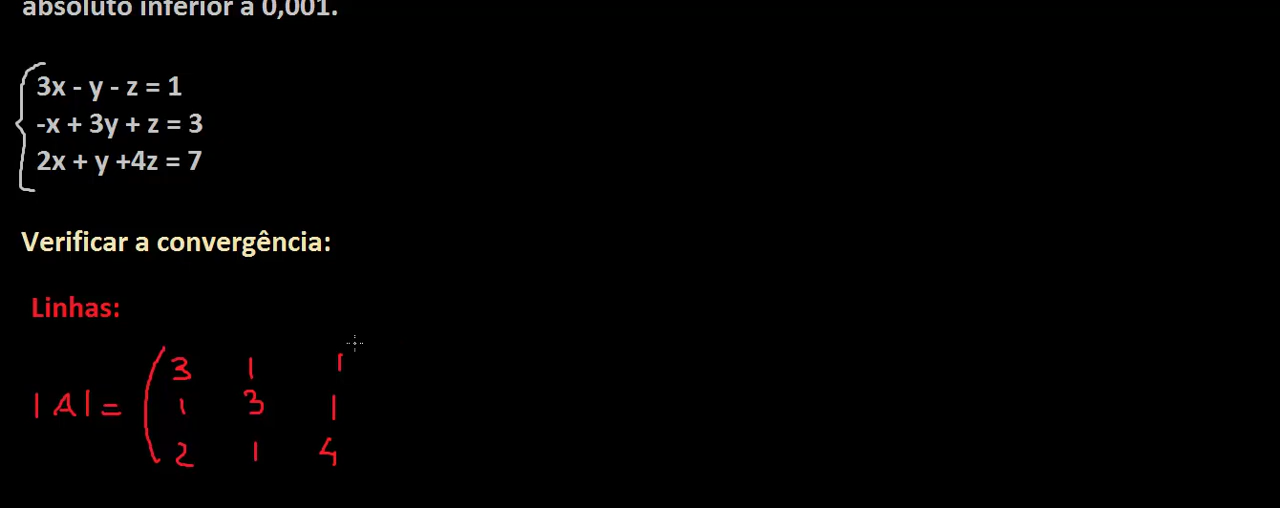 absoluto inferior a 0,001.
3x - y - z = 1
-x + 3y + z = 3
2x + y +4z = 7
Verificar a convergência:
Linhas:
3 1 1
|A| = 1 3 1
2 1 4